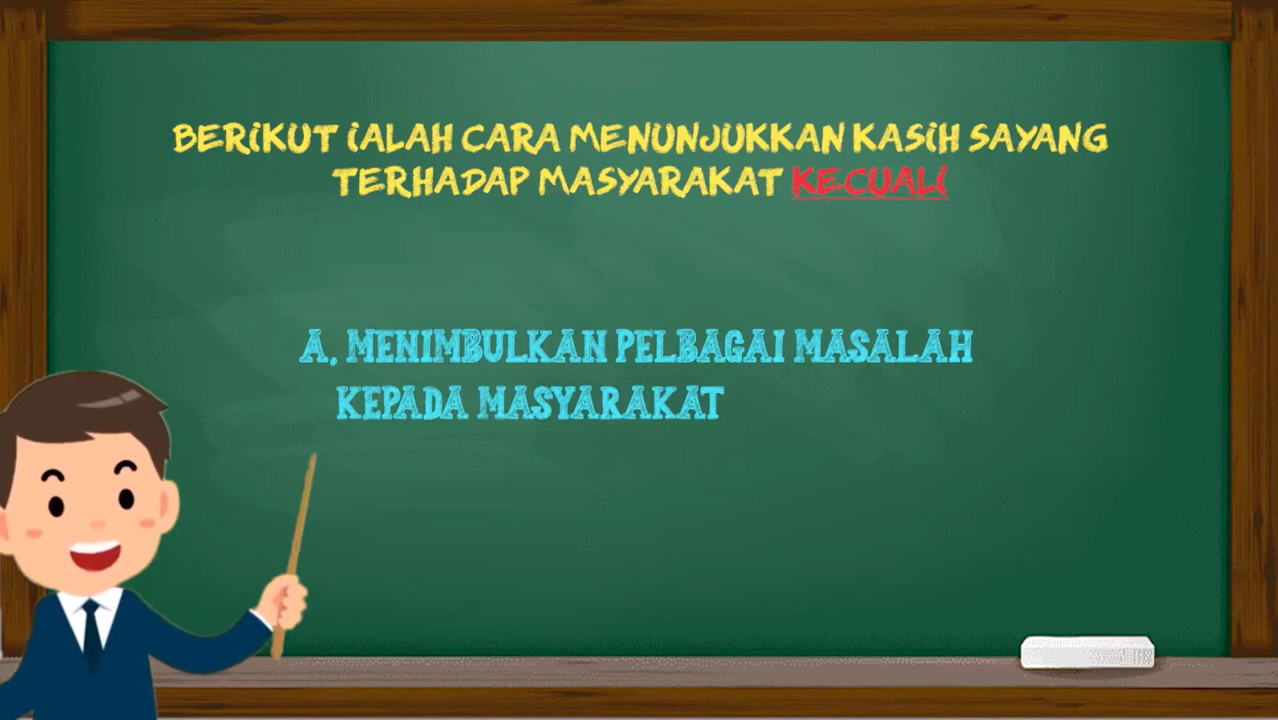 BERIKUT IALAH CARA MENUNJUKKAN KASIH SAYANG
TERHADAP MASYARAKAT KECUALI
A. MENIMBULKAN PELBAGAI MASALAH
KEPADA MASYARAKAT